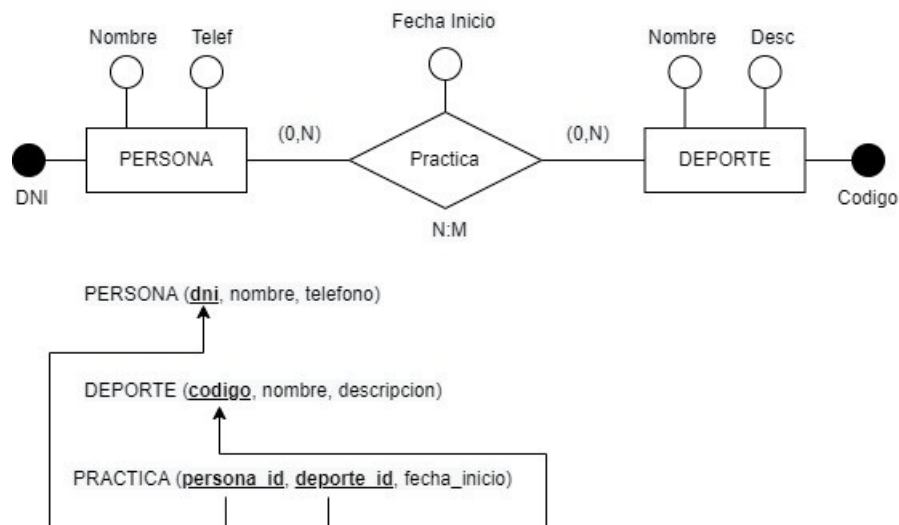 Fecha Inicio
Nombre Telef Nombre Desc
(0,N) (0,N)
PERSONA Practica DEPORTE
DNI Codigo
N:M
PERSONA (dni, nombre, telefono)
DEPORTE (codigo, nombre, descripcion)
PRACTICA (persona_id, deporte_id, fecha_inicio)